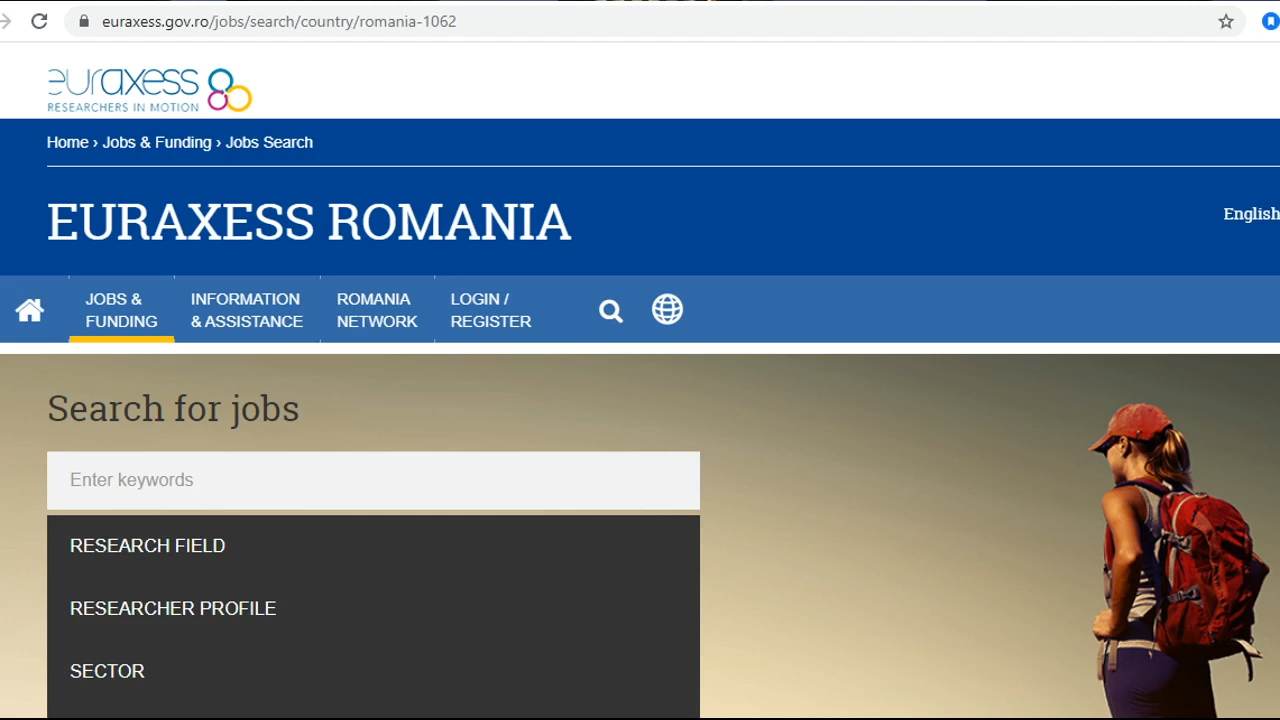 euraxess.gov.ro/jobs/search/country/romania-1062
euraxess
RESEARCHERS IN MOTION
Home › Jobs & Funding › Jobs Search
EURAXESS ROMANIA
English
JOBS &
FUNDING
INFORMATION
& ASSISTANCE
ROMANIA
NETWORK
LOGIN /
REGISTER
Search for jobs
Enter keywords
RESEARCH FIELD
RESEARCHER PROFILE
SECTOR